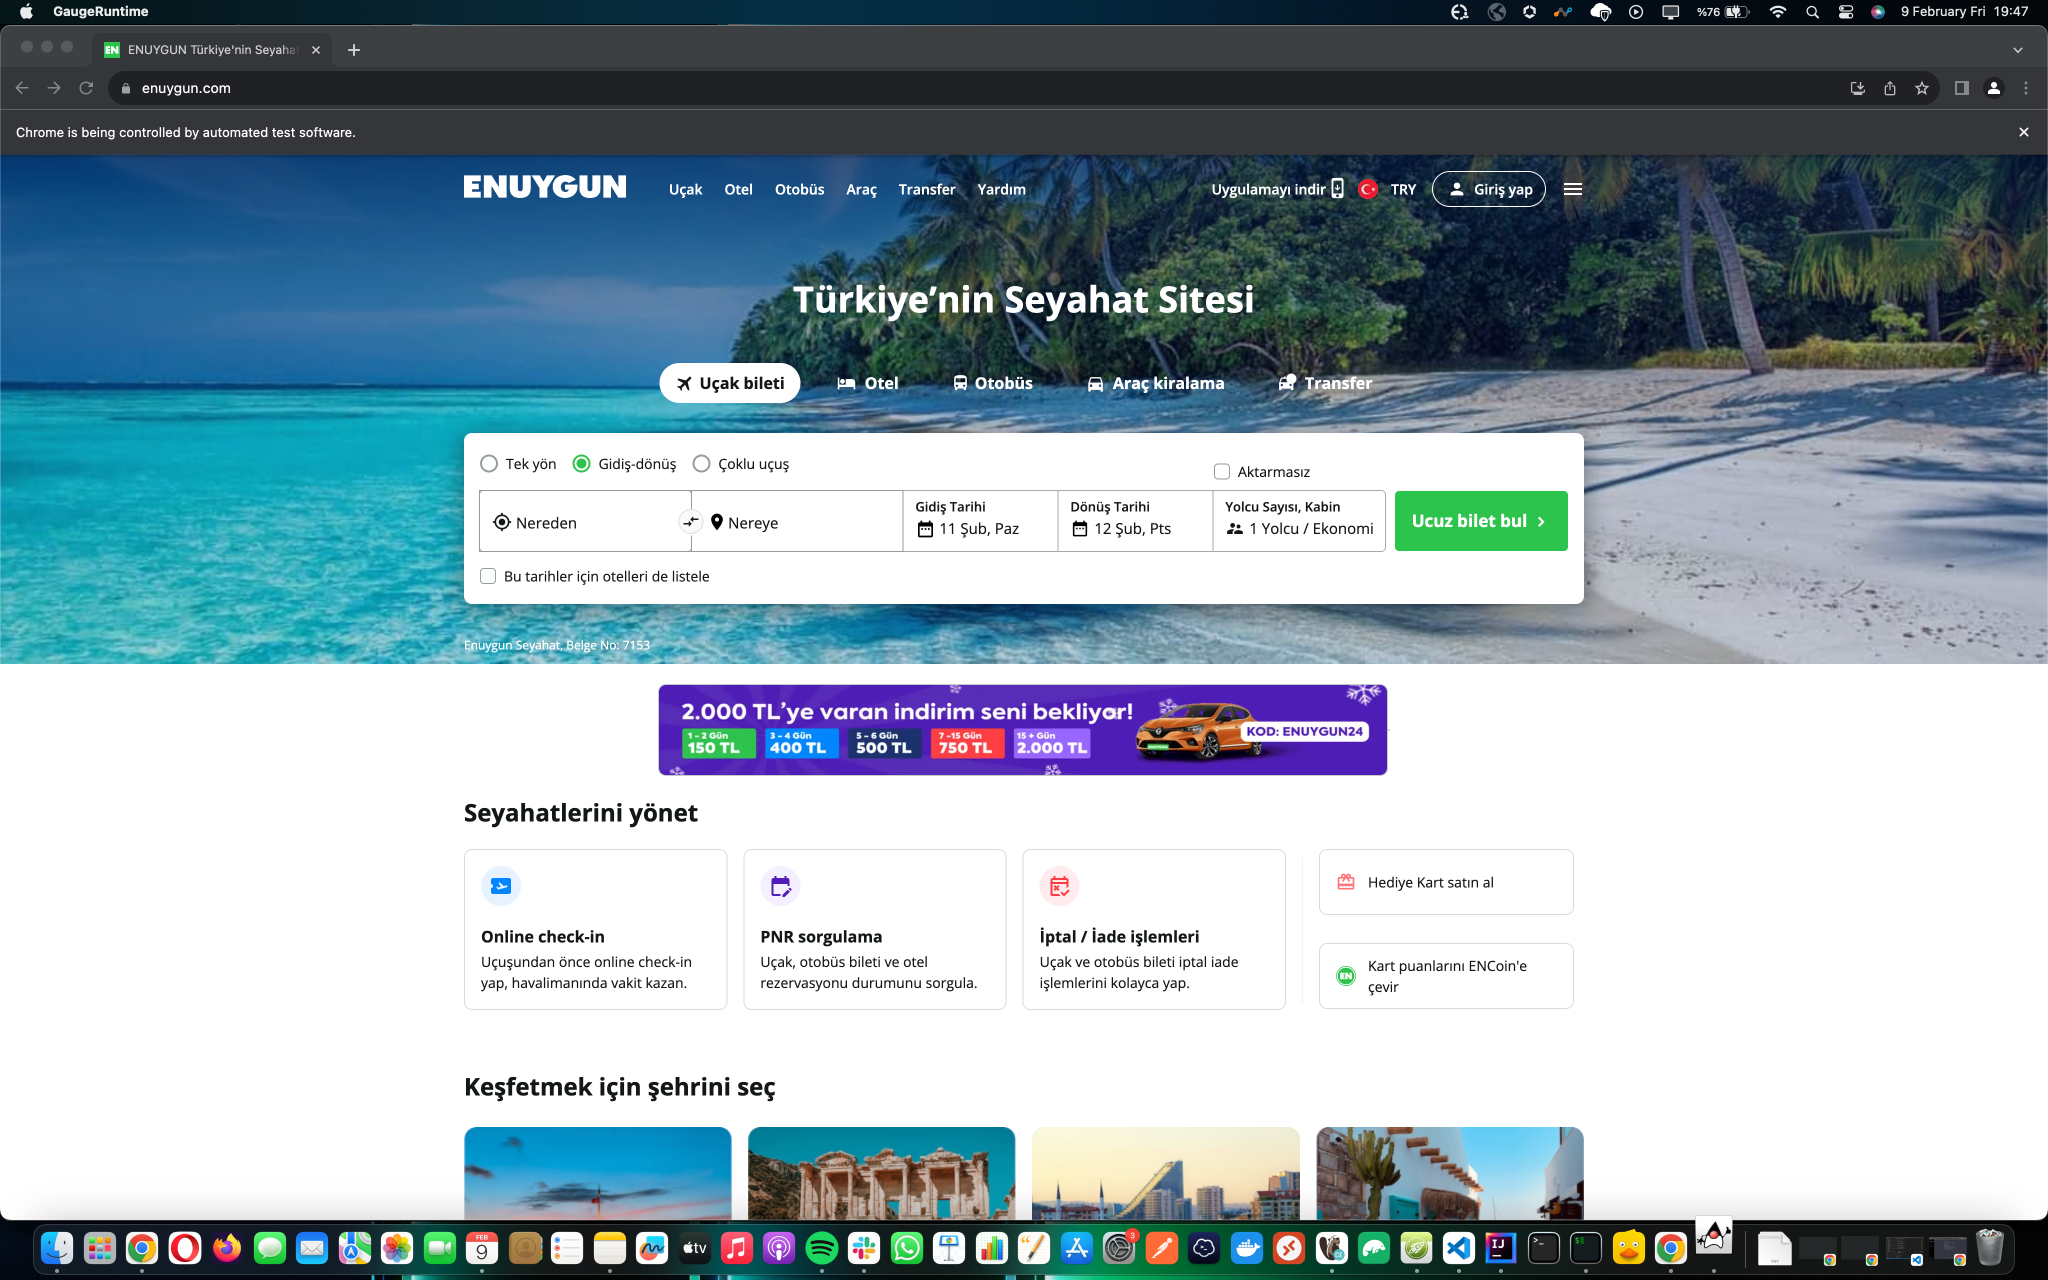 GaugeRuntime
%76
9 February Fri 19:47
EN ENUYGUN Türkiye'nin Seyaha
enuygun.com
Chrome is being controlled by automated test software.
ENUYGUN
Uçak Otel Otobüs Araç Transfer Yardım
Uygulamayı indir TRY Giriş yap
Türkiye'nin Seyahat Sitesi
Uçak bileti Otel Otobüs Araç kiralama Transfer
Tek yön Gidiş-dönüş Çoklu uçuş
Aktarmasız
Nereden
Nereye
Gidiş Tarihi
11 Şub, Paz
Dönüş Tarihi
12 Şub, Pts
Yolcu Sayısı, Kabin
1 Yolcu / Ekonomi
Ucuz bilet bul
Bu tarihler için otelleri de listele
Enuygun Seyahat, Belge No: 7153
2.000 TL'ye varan indirim seni bekliyor!
1 - 2 Gün
150 TL
3 - 4 Gün
400 TL
5 - 6 Gün
500 TL
7 -15 Gün
750 TL
15 + Gün
2.000 TL
KOD: ENUYGUN24
Seyahatlerini yönet
Online check-in
Uçuşundan önce online check-in
yap, havalimanında vakit kazan.
PNR sorgulama
Uçak, otobüs bileti ve otel
rezervasyonu durumunu sorgula.
İptal / İade işlemleri
Uçak ve otobüs bileti iptal iade
işlemlerini kolayca yap.
Hediye Kart satın al
EN
Kart puanlarını ENCoin'e
çevir
Keşfetmek için şehrini seç
FEB
9
tv
3
IJ